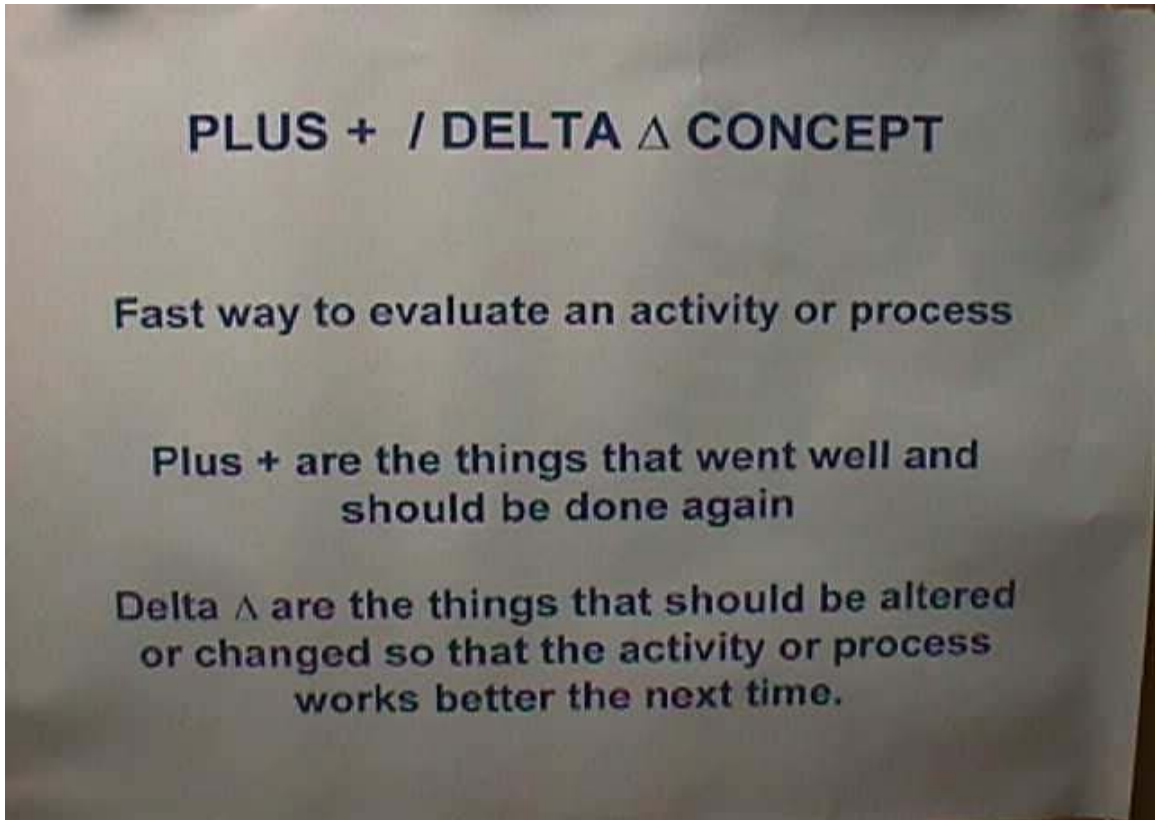 PLUS + / DELTA Δ CONCEPT
Fast way to evaluate an activity or process
Plus + are the things that went well and
should be done again
Delta Δ are the things that should be altered
or changed so that the activity or process
works better the next time.